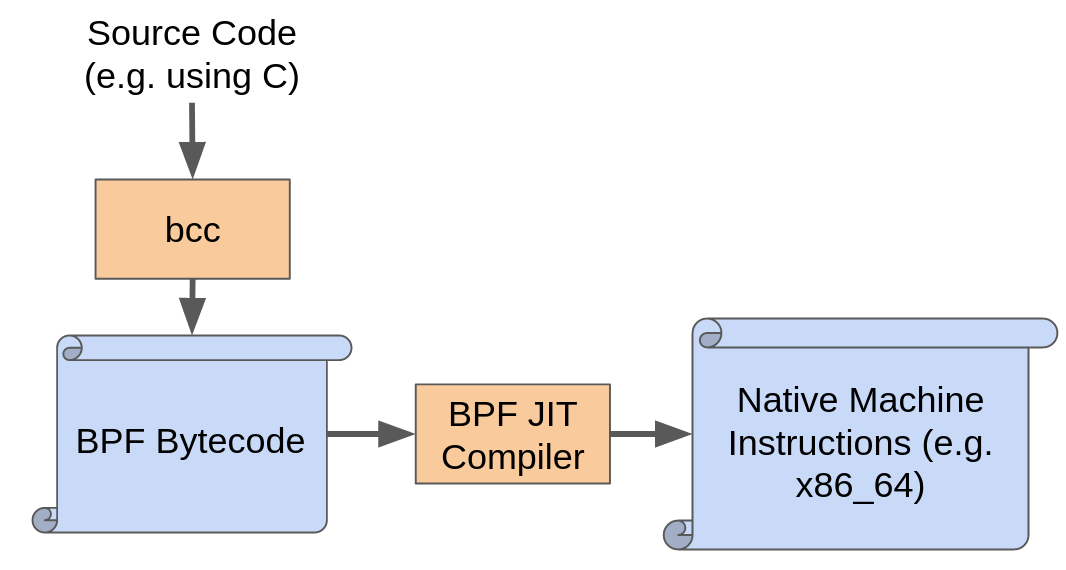 Source Code
(e.g. using C)
bcc
BPF Bytecode
BPF JIT
Compiler
Native Machine
Instructions (e.g.
x86_64)